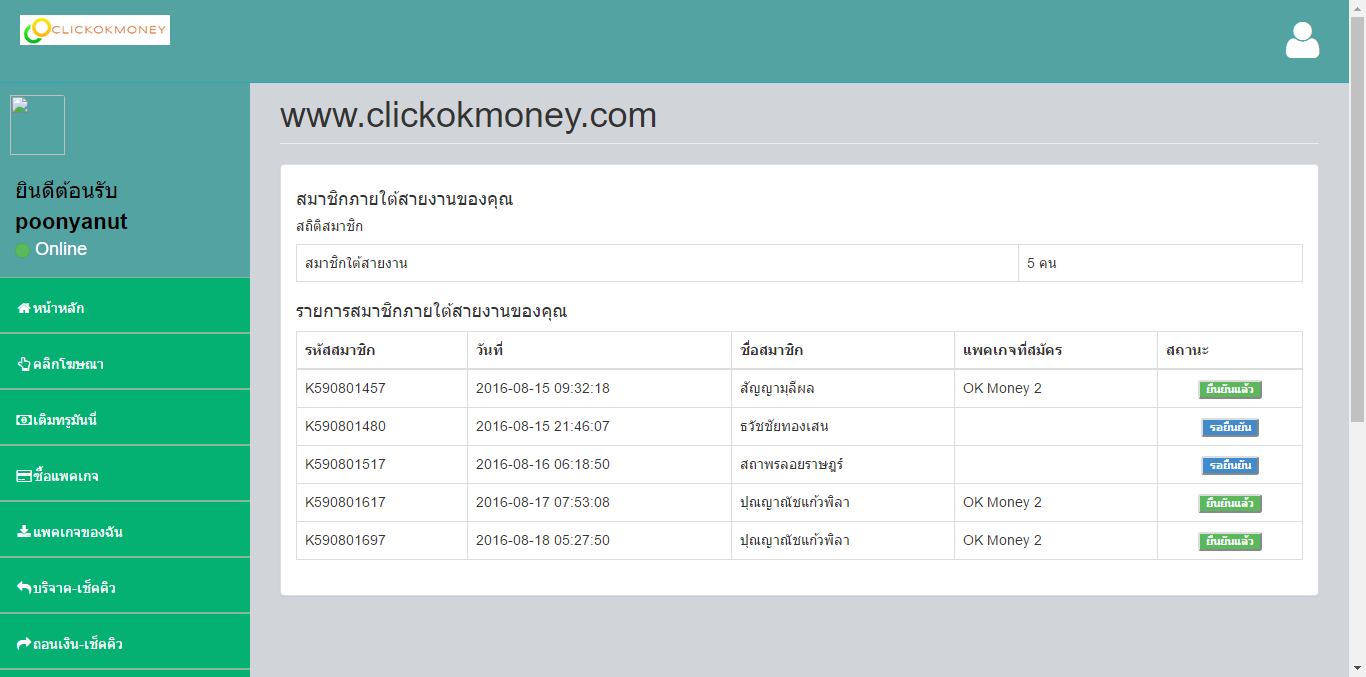 CLICKOKMONEY
ยินดีต้อนรับ
poonyanut
Online
หน้าหลัก
คลิกโฆษณา
เติมทรูมันนี่
ซื้อแพคเกจ
แพคเกจของฉัน
บริจาค-เช็คคิว
ถอนเงิน-เช็คคิว
www.clickokmoney.com
สมาชิกภายใต้สายงานของคุณ
สถิติสมาชิก
สมาชิกใต้สายงาน 5 คน
รายการสมาชิกภายใต้สายงานของคุณ
รหัสสมาชิก วันที่ ชื่อสมาชิก แพคเกจที่สมัคร สถานะ
K590801457 2016-08-15 09:32:18 สัญญามุลีผล OK Money 2 ยืนยันแล้ว
K590801480 2016-08-15 21:46:07 ธวัชชัยทองเสน รอยืนยัน
K590801517 2016-08-16 06:18:50 สถาพรลอยราษฎร์ รอยืนยัน
K590801617 2016-08-17 07:53:08 ปุณญาณัชแก้วพิลา OK Money 2 ยืนยันแล้ว
K590801697 2016-08-18 05:27:50 ปุณญาณัชแก้วพิลา OK Money 2 ยืนยันแล้ว